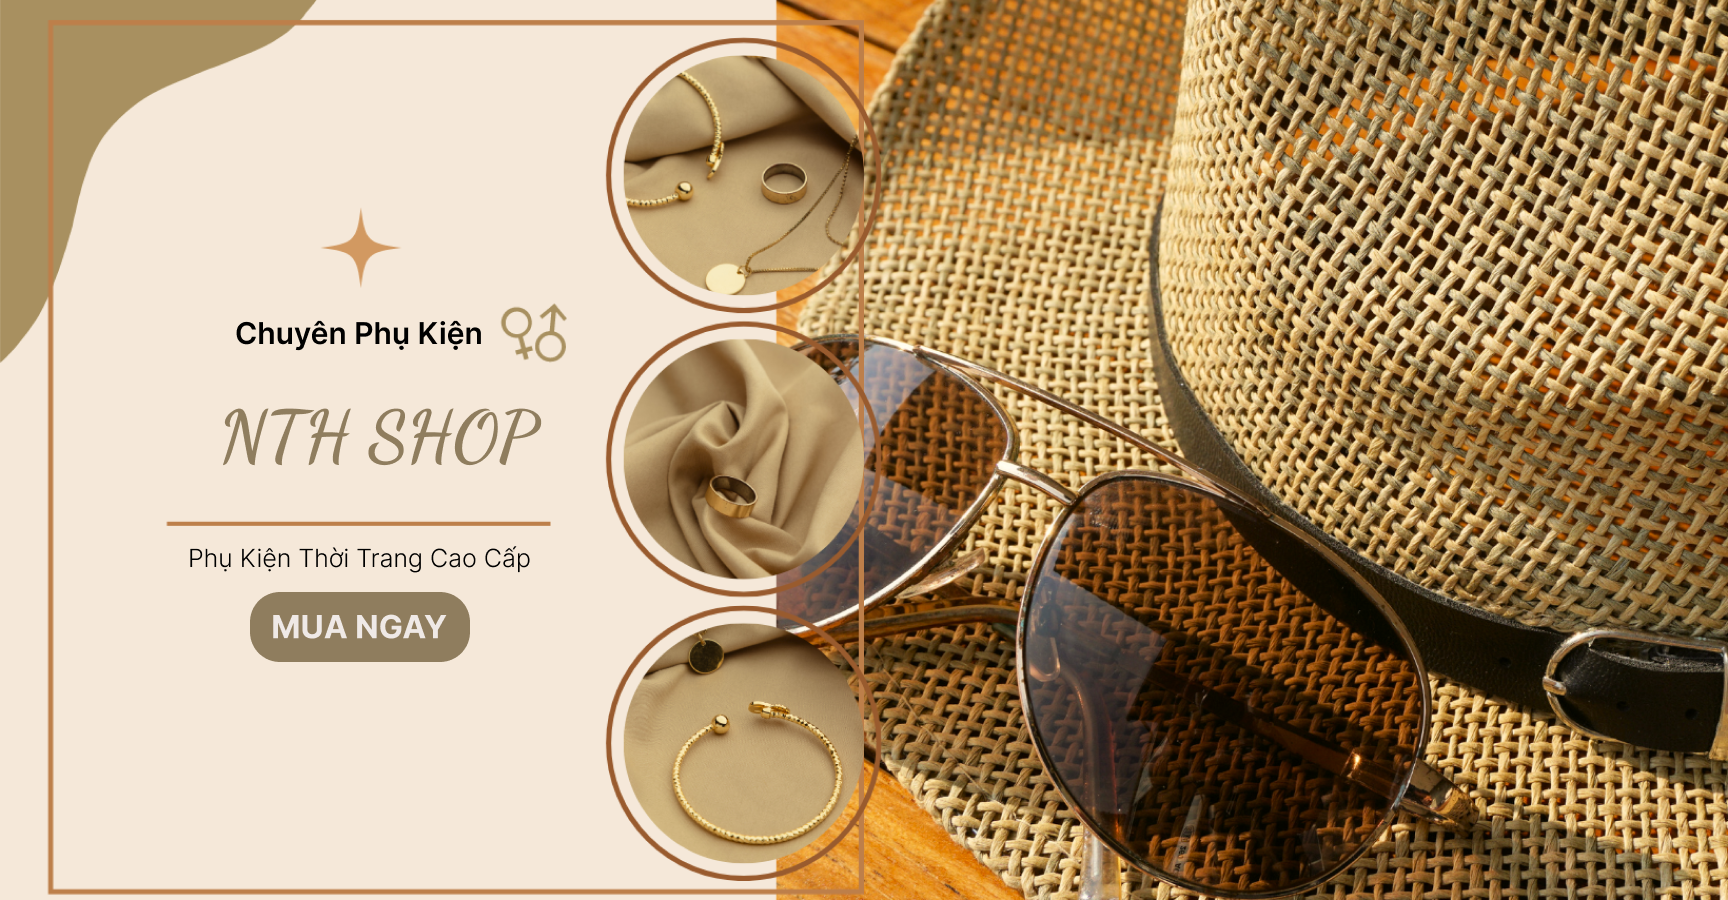 Chuyên Phụ Kiện
NTH SHOP
Phụ Kiện Thời Trang Cao Cấp
MUA NGAY